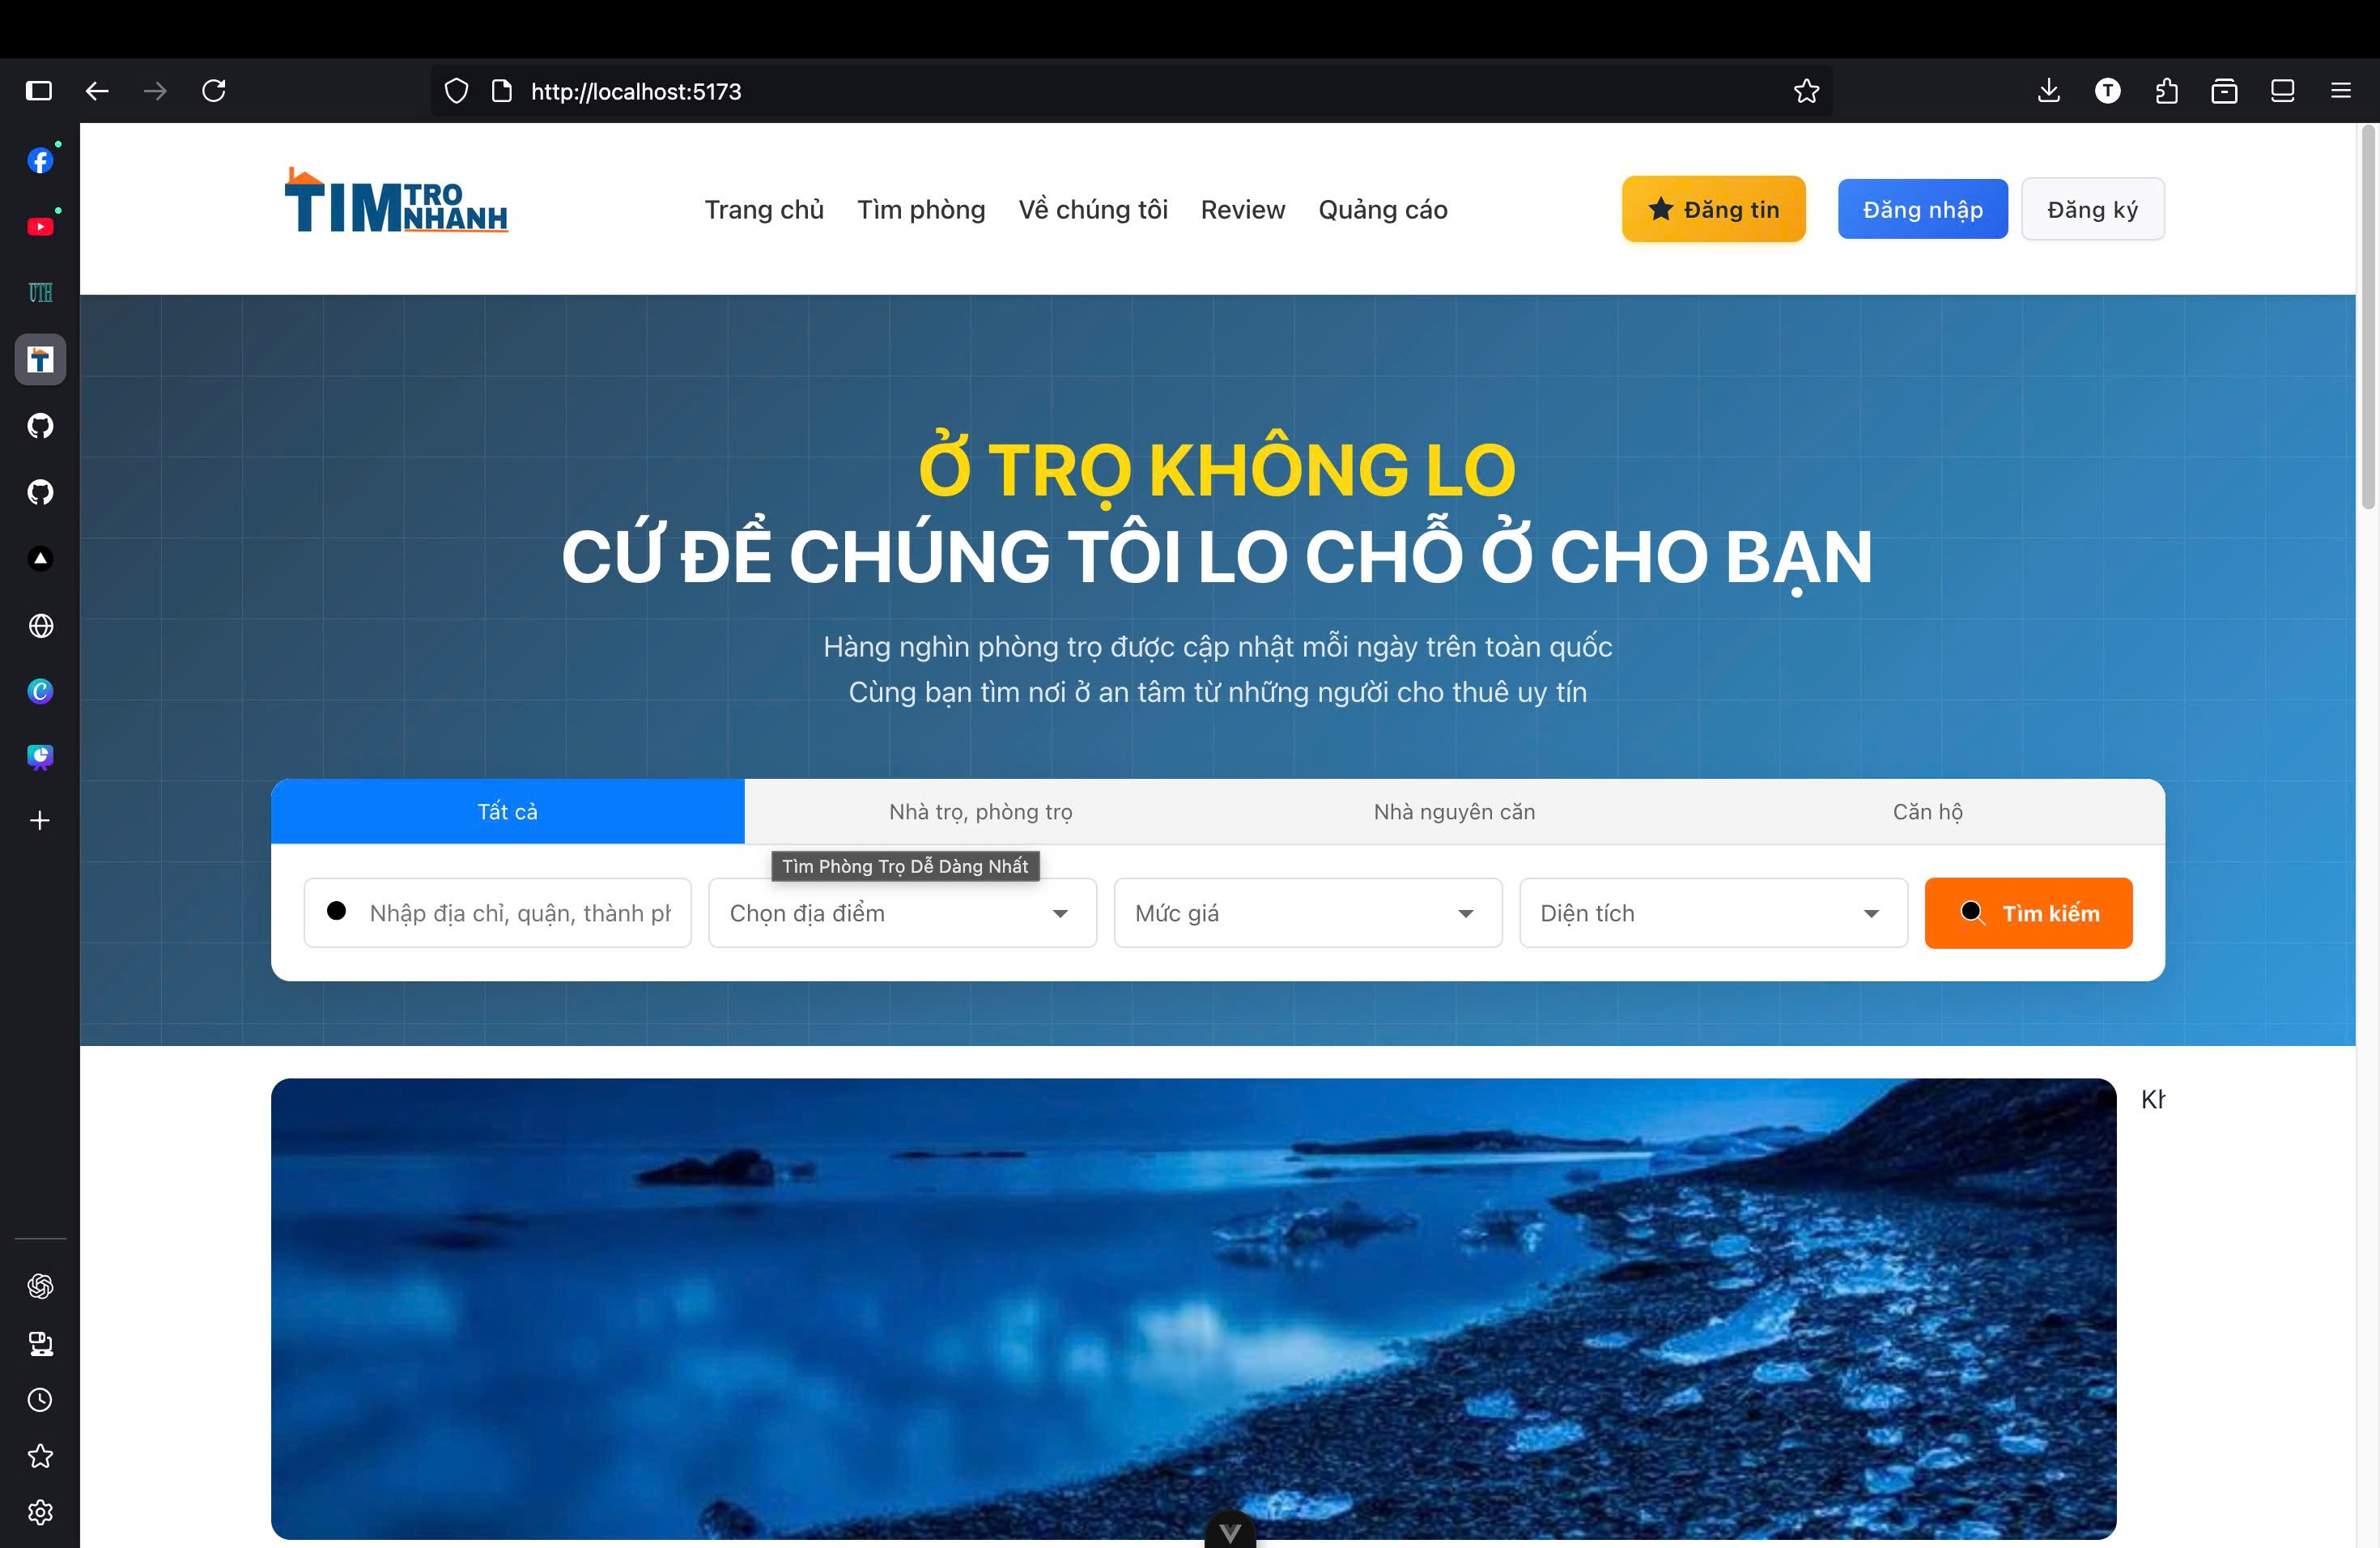 http://localhost:5173
TIM TRO NHANH
Trang chủ Tìm phòng Về chúng tôi Review Quảng cáo
Đăng tin Đăng nhập Đăng ký
Ở TRỌ KHÔNG LO
CỨ ĐỂ CHÚNG TÔI LO CHỖ Ở CHO BẠN
Hàng nghìn phòng trọ được cập nhật mỗi ngày trên toàn quốc
Cùng bạn tìm nơi ở an tâm từ những người cho thuê uy tín
Tất cả Nhà trọ, phòng trọ Nhà nguyên căn Căn hộ
Tìm Phòng Trọ Dễ Dàng Nhất
Nhập địa chỉ, quận, thành ph Chọn địa điểm Mức giá Diện tích Tìm kiếm
UTH
T